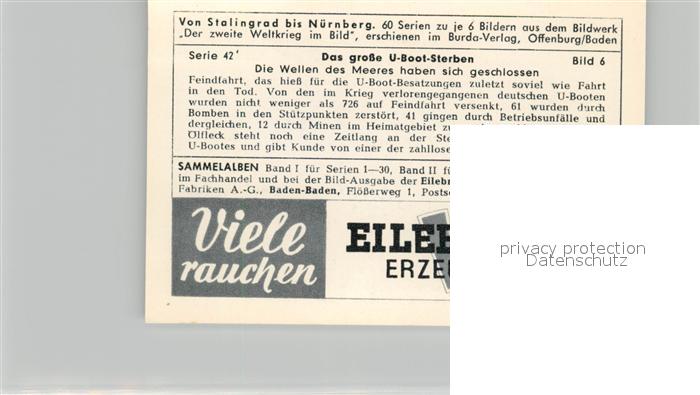 Von Stalingrad bis Nürnberg. 60 Serien zu je 6 Bildern aus dem Bildwerk
„Der zweite Weltkrieg im Bild", erschienen im Burda-Verlag, Offenburg/Baden
Serie 42 Das große U-Boot-Sterben Bild 6
Die Wellen des Meeres haben sich geschlossen
Feindfahrt, das hieß für die U-Boot-Besatzungen zuletzt soviel wie Fahrt
in den Tod. Von den im Krieg verlorengegangenen deutschen U-Booten
wurden nicht weniger als 726 auf Feindfahrt versenkt, 61 wurden durch
Bomben in den Stützpunkten zerstört, 41 gingen durch Betriebsunfälle und
dergleichen, 12 durch Minen im Heimatgebiet
Ölfleck steht noch eine Zeitlang an der
U-Bootes und gibt Kunde von einer der
SAMMELALBEN Band I für Serien 1—30, Band II
im Fachhandel und bei der Bild-Ausgabe der
Fabriken A.-G., Baden-Baden, Flößerweg 1,
Viele
rauchen
privacy protection
Datenschutz